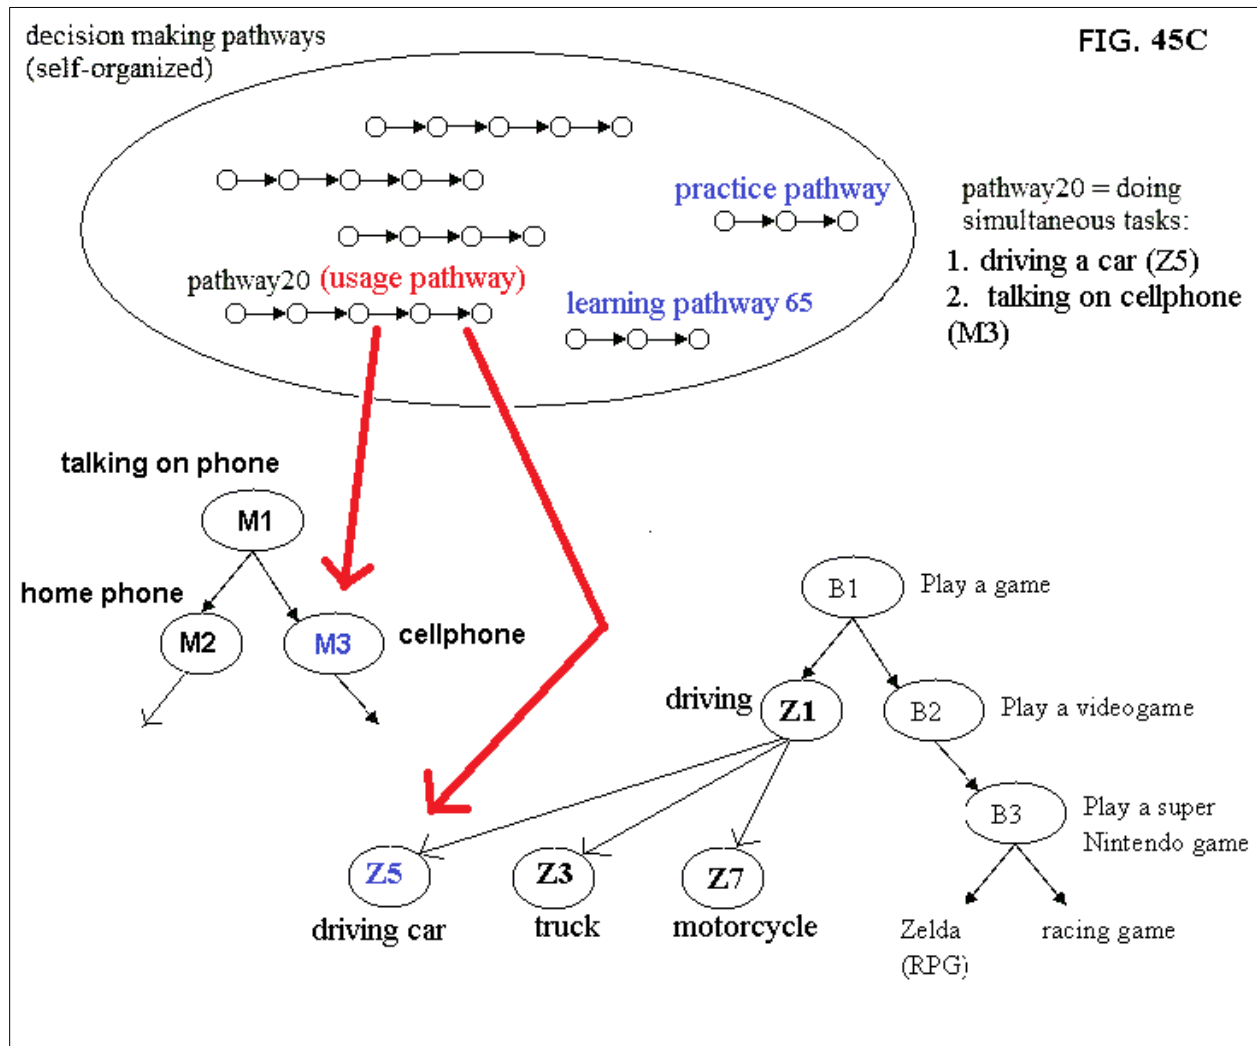 decision making pathways
(self-organized)
FIG. 45C
practice pathway
pathway20 = doing
simultaneous tasks:
1. driving a car (Z5)
2. talking on cellphone
(M3)
pathway20 (usage pathway)
learning pathway 65
talking on phone
M1
home phone
M2
M3
cellphone
B1
Play a game
driving
Z1
B2
Play a videogame
B3
Play a super
Nintendo game
Z5
Z3
Z7
driving car
truck
motorcycle
Zelda
(RPG)
racing game